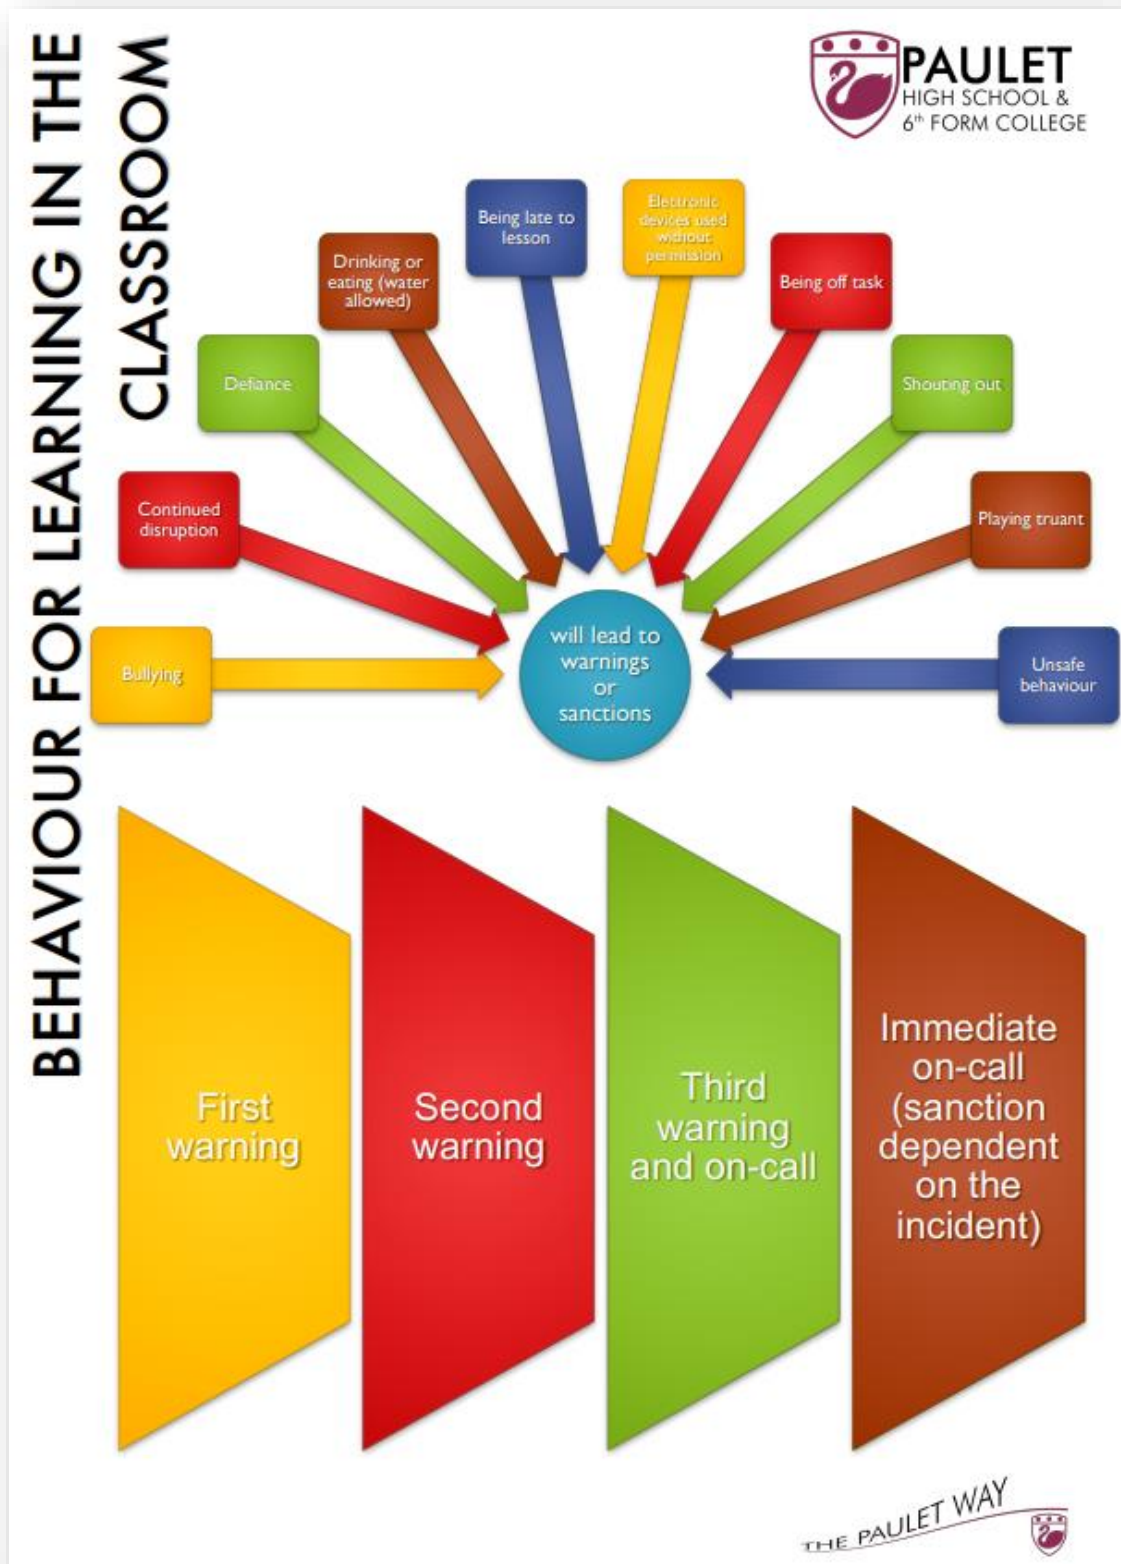 BEHAVIOUR FOR LEARNING IN THE
CLASSROOM
PAULET
HIGH SCHOOL &
6th FORM COLLEGE
Bullying
Continued
disruption
Defiance
Drinking or
eating (water
allowed)
Being late to
lesson
Electronic
devices used
without
permission
Being off task
Shouting out
Playing truant
Unsafe
behaviour
will lead to
warnings
or
sanctions
First
warning
Second
warning
Third
warning
and on-call
Immediate
on-call
(sanction
dependent
on the
incident)
THE PAULET WAY